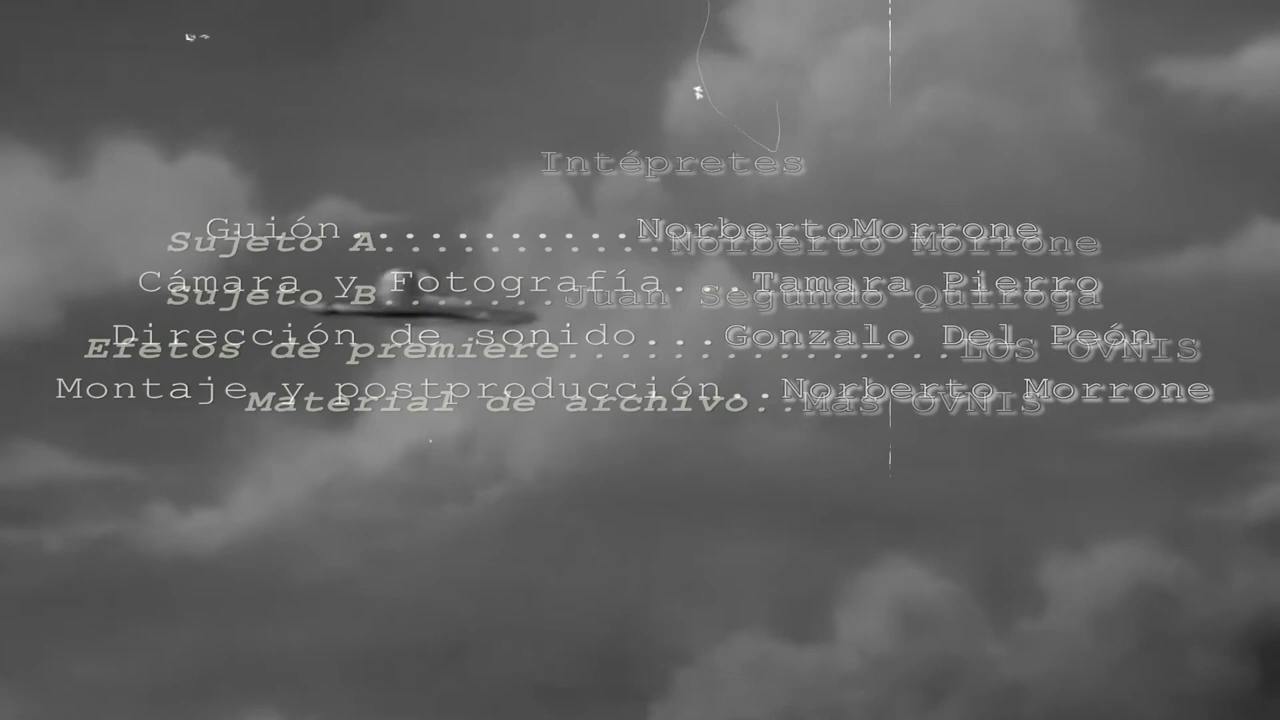 Intépretes
Guión..........NorbertoMorrone
Sujeto A...........Norberto Morrone
Cámara y Fotografía...Tamara Pierro
Sujeto B.......Juan Segundo Quiroga
Dirección de sonido...Gonzalo Del Peón
Efetos de premiere...............LOS OVNIS
Montaje y postproducción..Norberto Morrone
Material de archivo..Más OVNIS